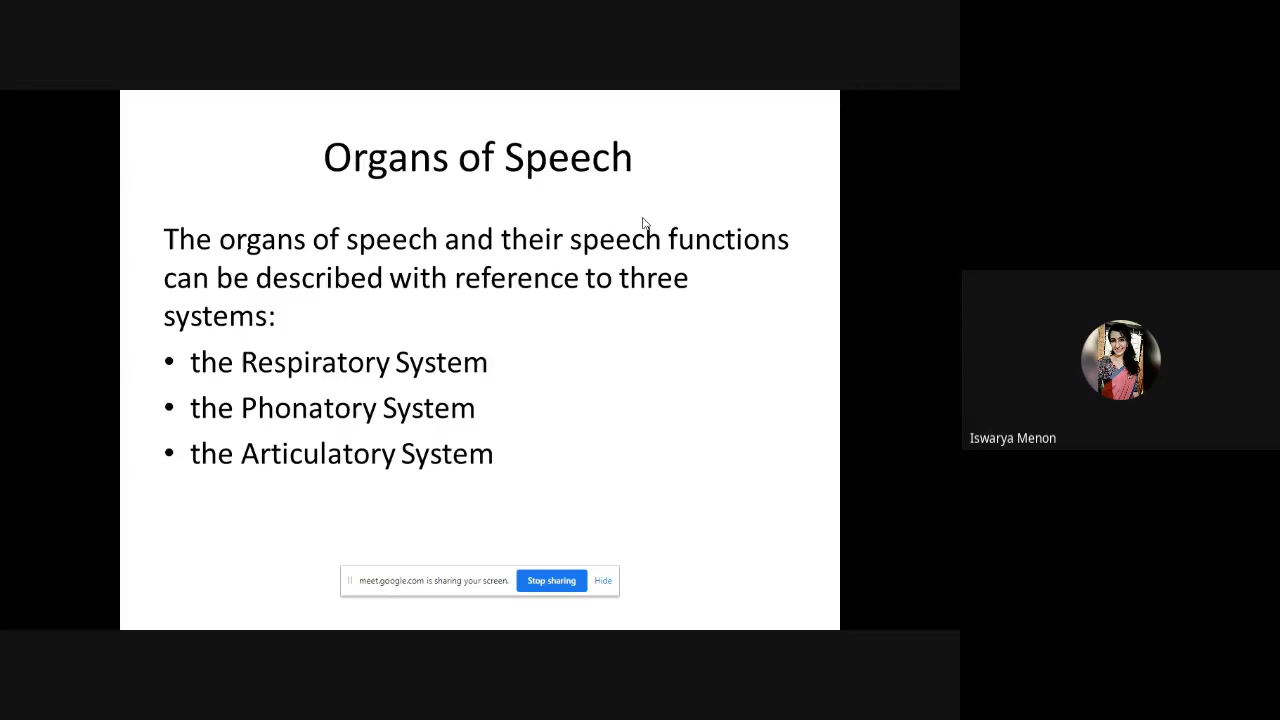 Organs of Speech
The organs of speech and their speech functions
can be described with reference to three
systems:
• the Respiratory System
• the Phonatory System
• the Articulatory System
meet.google.com is sharing your screen. Stop sharing Hide
Iswarya Menon